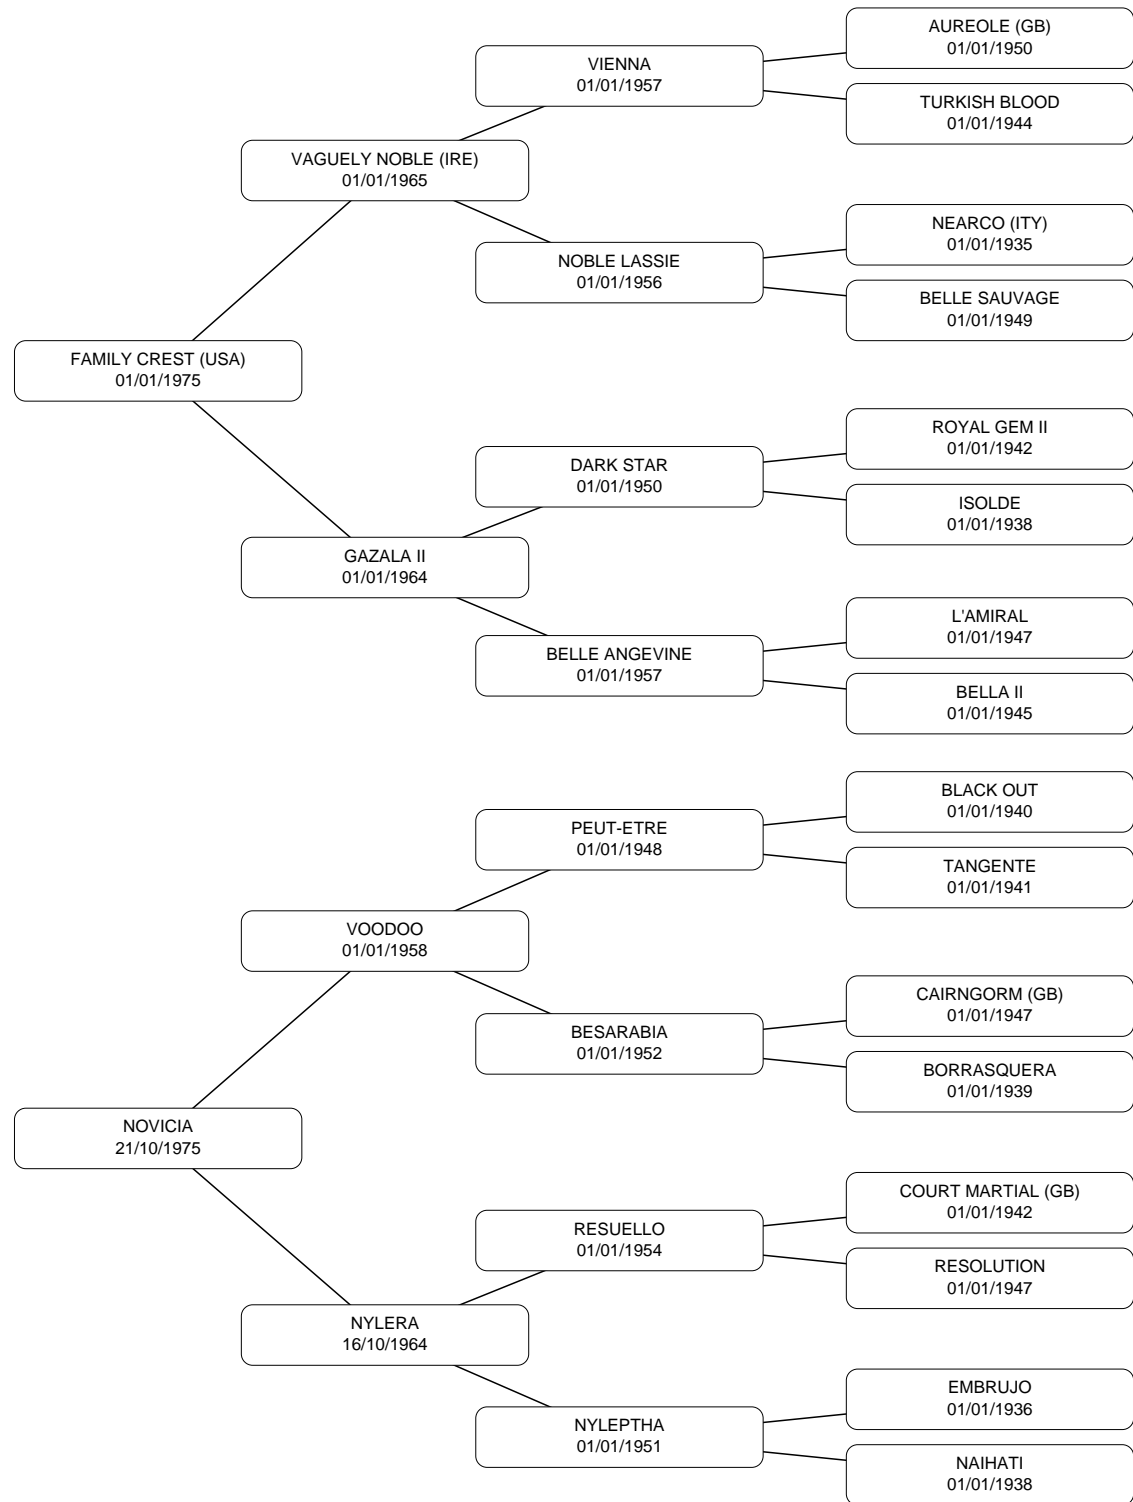 AUREOLE (GB)
01/01/1950
VIENNA
01/01/1957
TURKISH BLOOD
01/01/1944
VAGUELY NOBLE (IRE)
01/01/1965
NEARCO (ITY)
01/01/1935
NOBLE LASSIE
01/01/1956
BELLE SAUVAGE
01/01/1949
FAMILY CREST (USA)
01/01/1975
ROYAL GEM II
01/01/1942
DARK STAR
01/01/1950
ISOLDE
01/01/1938
GAZALA II
01/01/1964
L'AMIRAL
01/01/1947
BELLE ANGEVINE
01/01/1957
BELLA II
01/01/1945
BLACK OUT
01/01/1940
PEUT-ETRE
01/01/1948
TANGENTE
01/01/1941
VOODOO
01/01/1958
CAIRNGORM (GB)
01/01/1947
BESARABIA
01/01/1952
BORRASQUERA
01/01/1939
NOVICIA
21/10/1975
COURT MARTIAL (GB)
01/01/1942
RESUELLO
01/01/1954
RESOLUTION
01/01/1947
NYLERA
16/10/1964
EMBRUJO
01/01/1936
NYLEPTHA
01/01/1951
NAIHATI
01/01/1938